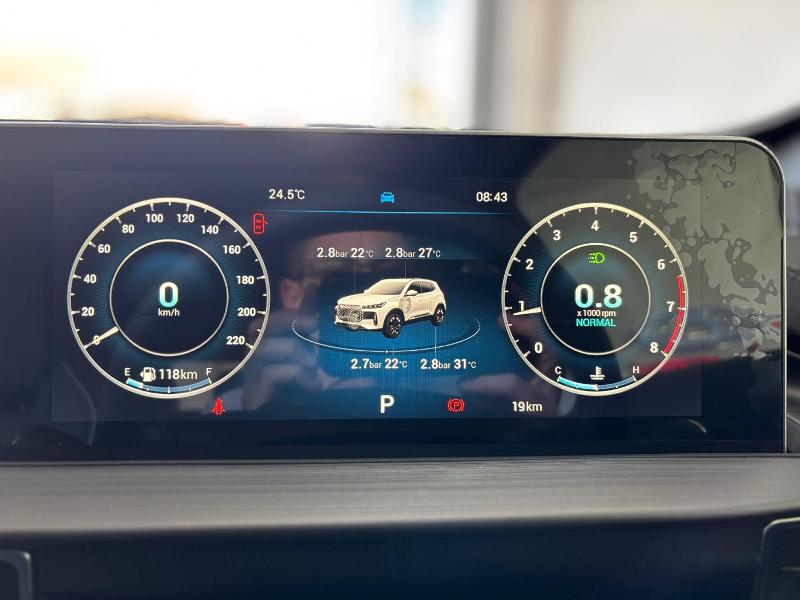 24.5°C 08:43
0 20 40 60 80 100 120 140 160 180 200 220
0
km/h
E 118km F
2.8bar 22°C 2.8bar 27°C
2.7bar 22°C 2.8bar 31°C
P
19km
0 1 2 3 4 5 6 7 8
0.8
x 1000 rpm
NORMAL
C H